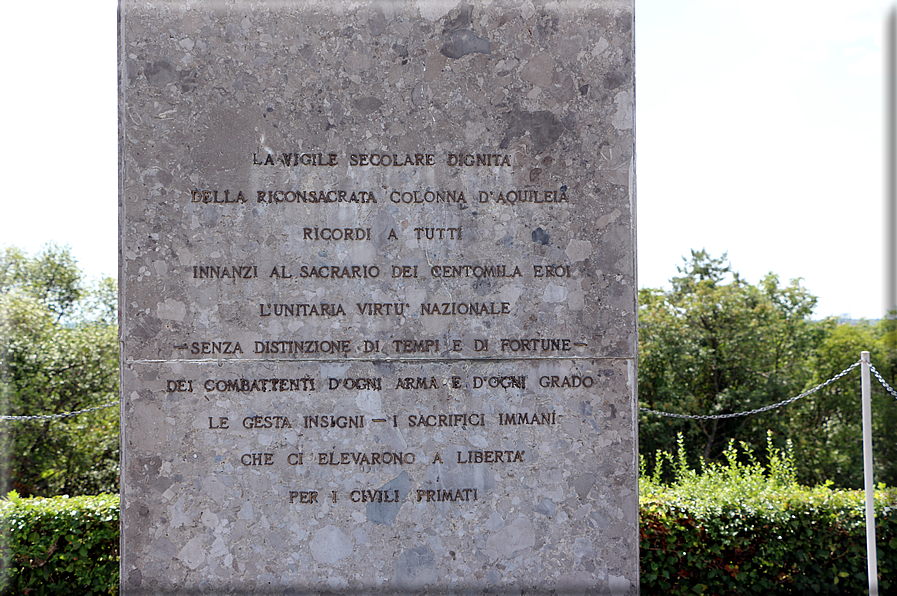 LA VIGILE SECOLARE DIGNITA
DELLA RICONSACRATA COLONNA D'AQUILEIA
RICORDI A TUTTI
INNANZI AL SACRARIO DEI CENTOMILA EROI
L'UNITARIA VIRTU' NAZIONALE
—SENZA DISTINZIONE DI TEMPI E DI FORTUNE—
DEI COMBATTENTI D'OGNI ARMA E D'OGNI GRADO
LE GESTA INSIGNI — I SACRIFICI IMMANI
CHE CI ELEVARONO A LIBERTA'
PER I CIVILI PRIMATI